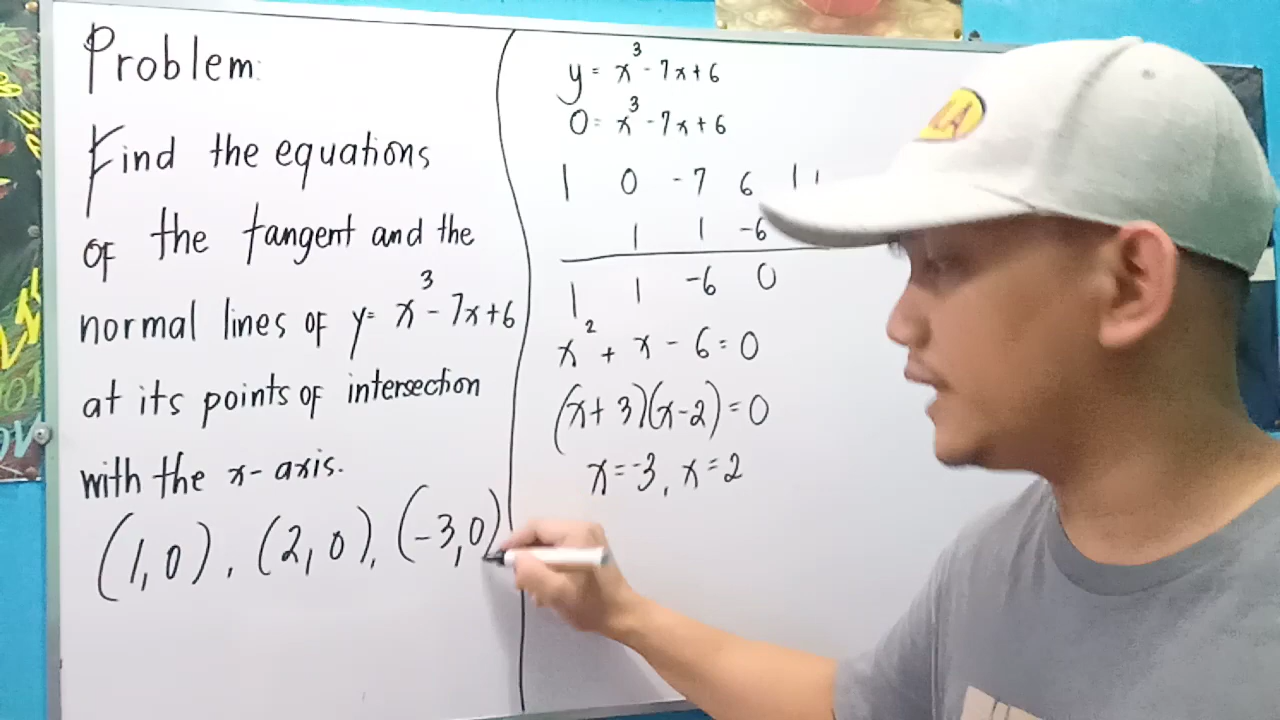 Problem:
Find the equations
of the tangent and the
normal lines of y= x³-7x+6
at its points of intersection
with the x-axis.
(1,0), (2,0), (-3,0)
y= x³-7x+6
0= x³-7x+6
1 0 -7 6
1 1 -6
1 1 -6 0
x²+x-6=0
(x+3)(x-2)=0
x=-3, x=2